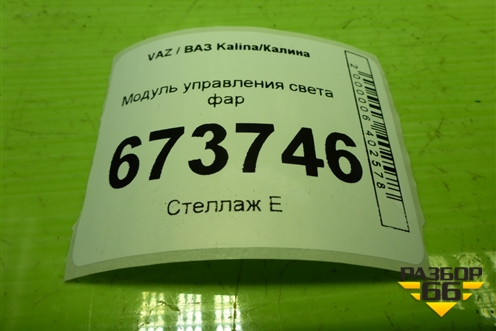 VAZ / ВАЗ Kalina/Калина
Модуль управления света
фар
673746
Стеллаж Е
2000006402578
РАЗБОР
66